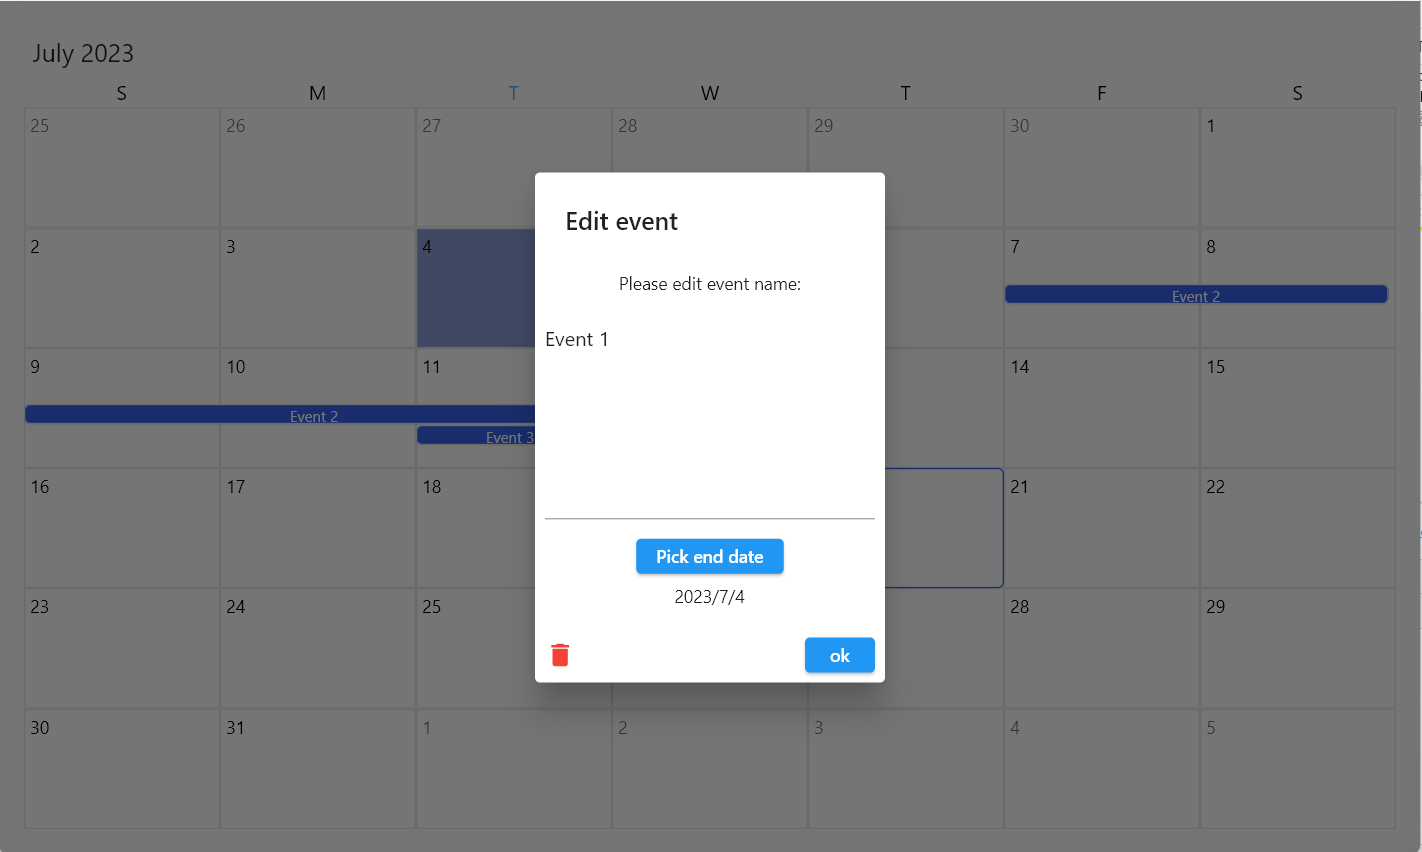 July 2023
S M T W T F S
25 26 27 28 29 30 1
2 3 4 7 8
Event 2
9 10 11 14 15
Event 2
Event 3
16 17 18 21 22
23 24 25 28 29
30 31 1 2 3 4 5
Edit event
Please edit event name:
Event 1
Pick end date
2023/7/4
ok